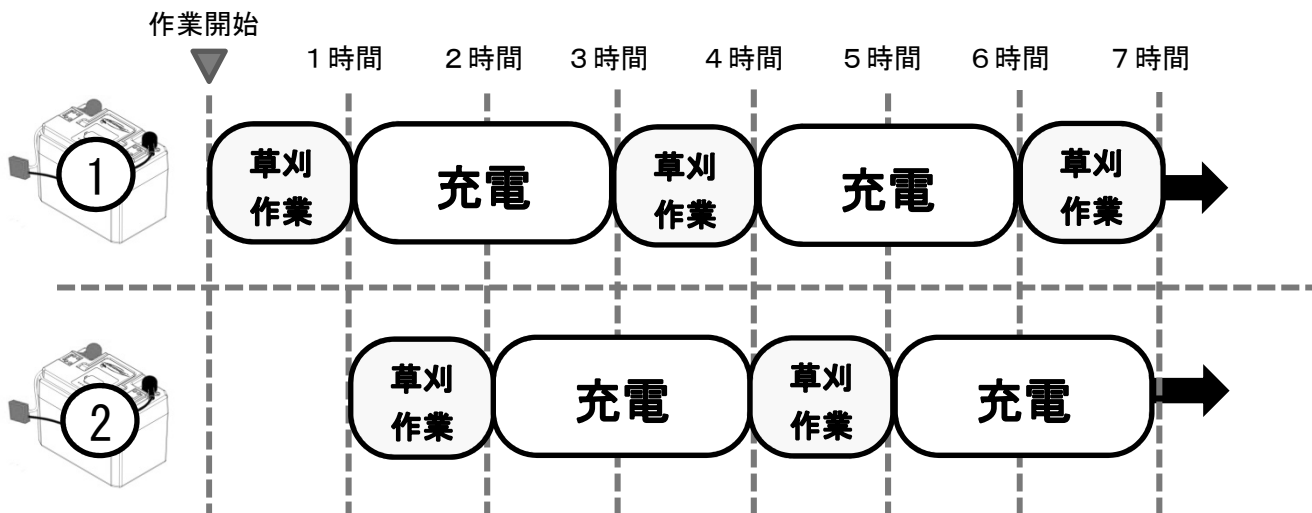 作業開始
1時間
2時間
3時間
4時間
5時間
6時間
7時間
1
草刈
作業
充電
草刈
作業
充電
草刈
作業
2
草刈
作業
充電
草刈
作業
充電